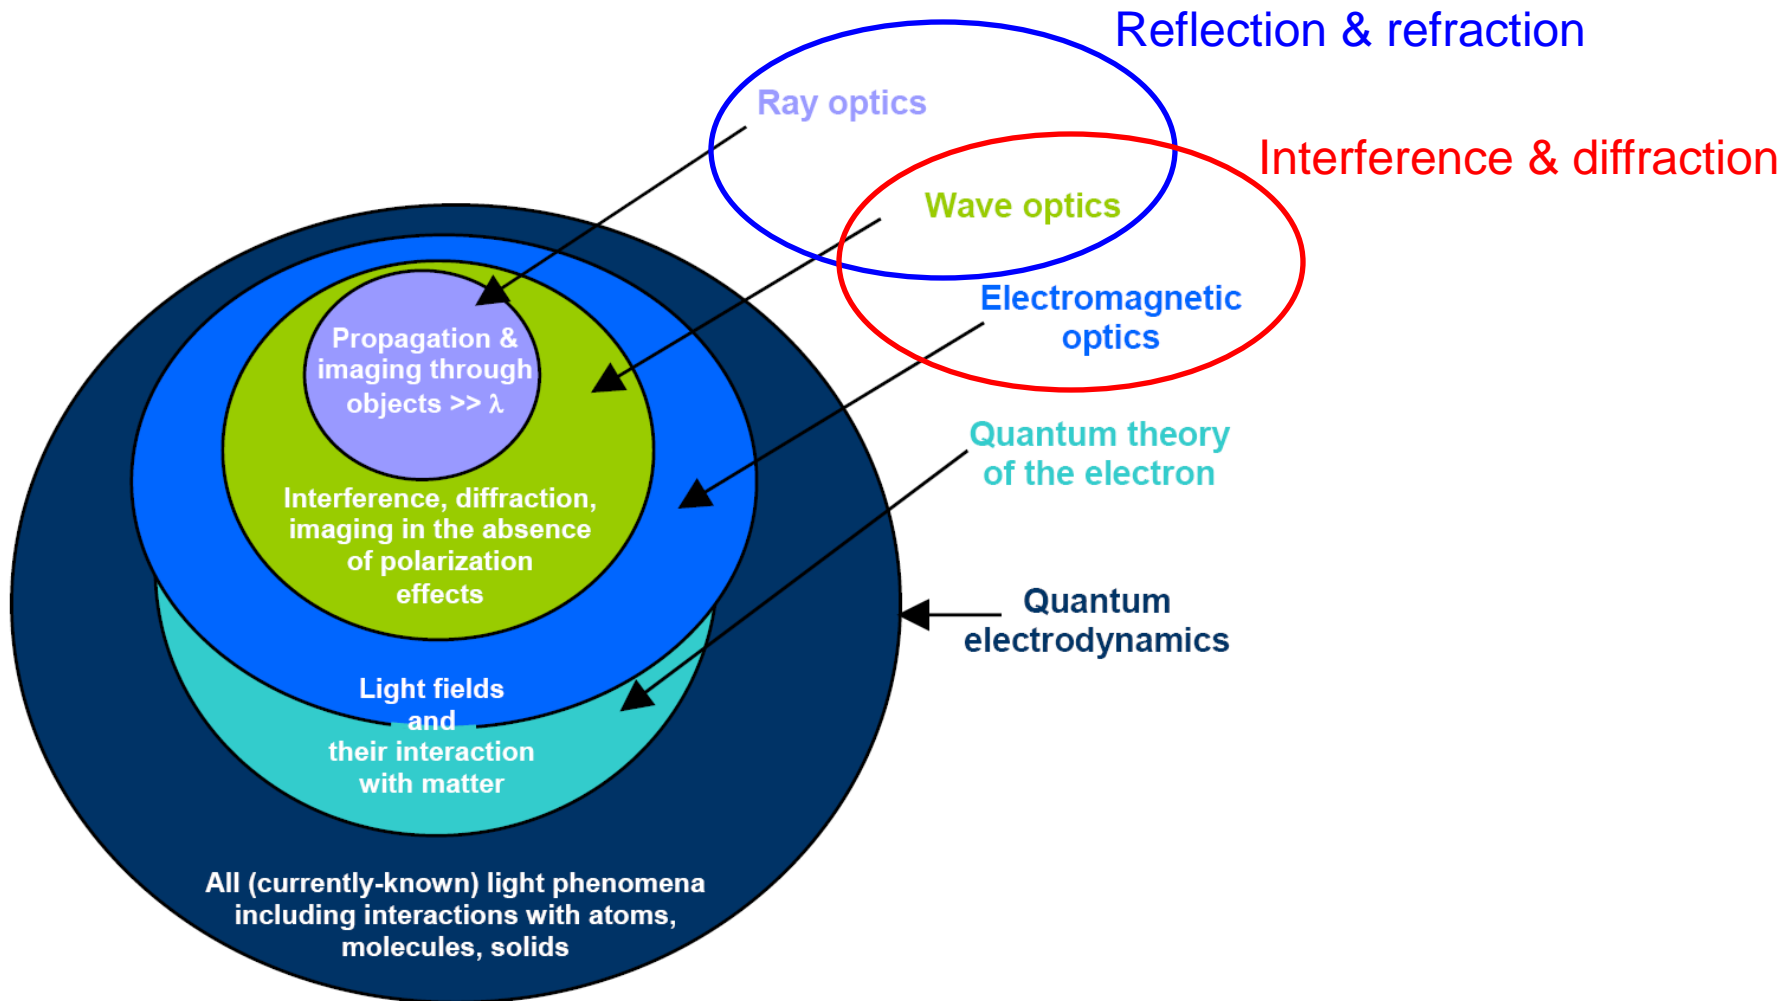 Reflection & refraction
Ray optics
Interference & diffraction
Wave optics
Electromagnetic
optics
Propagation &
imaging through
objects >> λ
Quantum theory
of the electron
Interference, diffraction,
imaging in the absence
of polarization
effects
Quantum
electrodynamics
Light fields
and
their interaction
with matter
All (currently-known) light phenomena
including interactions with atoms,
molecules, solids